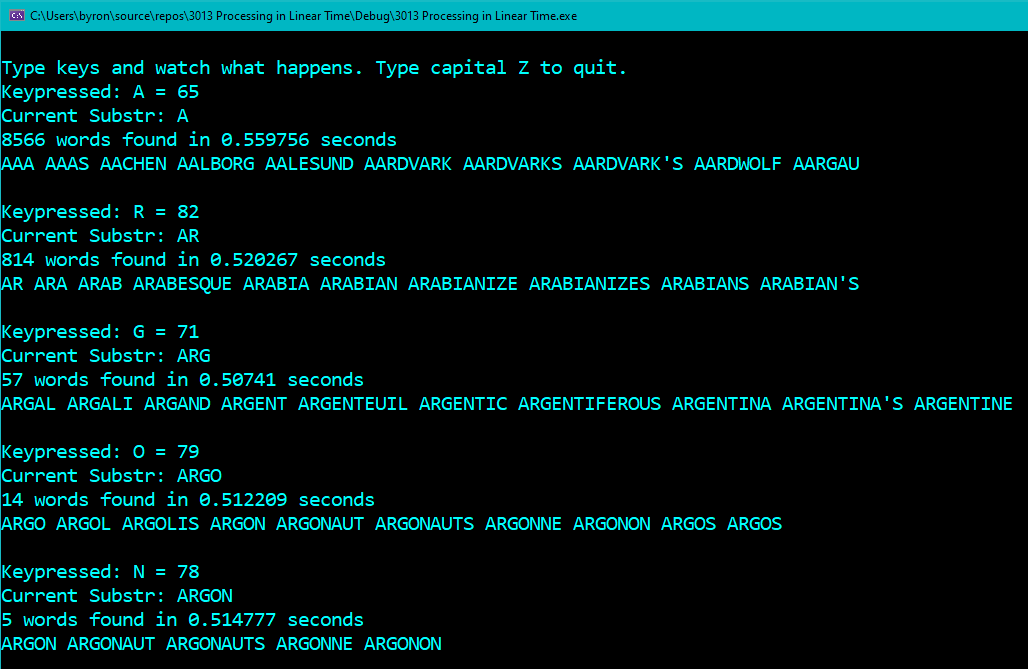 C:\Users\byron\source\repos\3013 Processing in Linear Time\Debug\3013 Processing in Linear Time.exe
Type keys and watch what happens. Type capital Z to quit.
Keypressed: A = 65
Current Substr: A
8566 words found in 0.559756 seconds
AAA AAAS AACHEN AALBORG AALESUND AARDVARK AARDVARKS AARDVARK'S AARDWOLF AARGAU
Keypressed: R = 82
Current Substr: AR
814 words found in 0.520267 seconds
AR ARA ARAB ARABESQUE ARABIA ARABIAN ARABIANIZE ARABIANIZES ARABIANS ARABIAN'S
Keypressed: G = 71
Current Substr: ARG
57 words found in 0.50741 seconds
ARGAL ARGALI ARGAND ARGENT ARGENTEUIL ARGENTIC ARGENTIFEROUS ARGENTINA ARGENTINA'S ARGENTINE
Keypressed: O = 79
Current Substr: ARGO
14 words found in 0.512209 seconds
ARGO ARGOL ARGOLIS ARGON ARGONAUT ARGONAUTS ARGONNE ARGONON ARGOS ARGOS
Keypressed: N = 78
Current Substr: ARGON
5 words found in 0.514777 seconds
ARGON ARGONAUT ARGONAUTS ARGONNE ARGONON